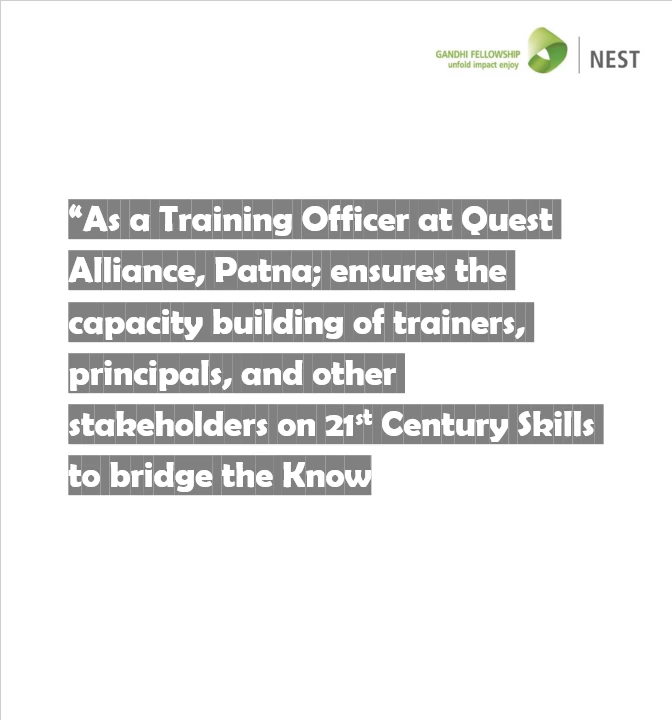 GANDHI FELLOWSHIP
unfold impact enjoy
NEST
“As a Training Officer at Quest
Alliance, Patna; ensures the
capacity building of trainers,
principals, and other
stakeholders on 21st Century Skills
to bridge the Know